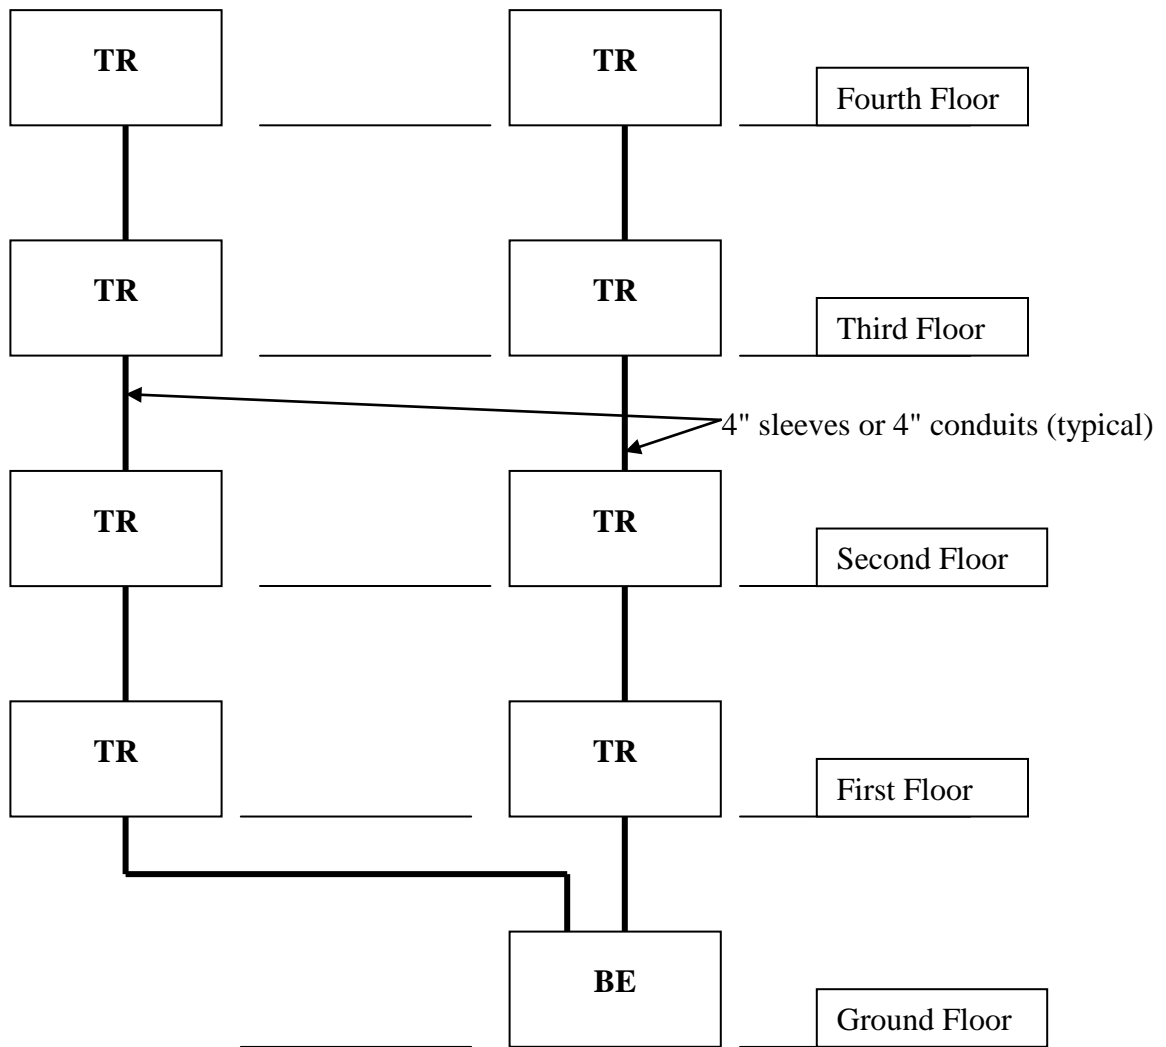 TR
TR
Fourth Floor
TR
TR
Third Floor
4" sleeves or 4" conduits (typical)
TR
TR
Second Floor
TR
TR
First Floor
BE
Ground Floor